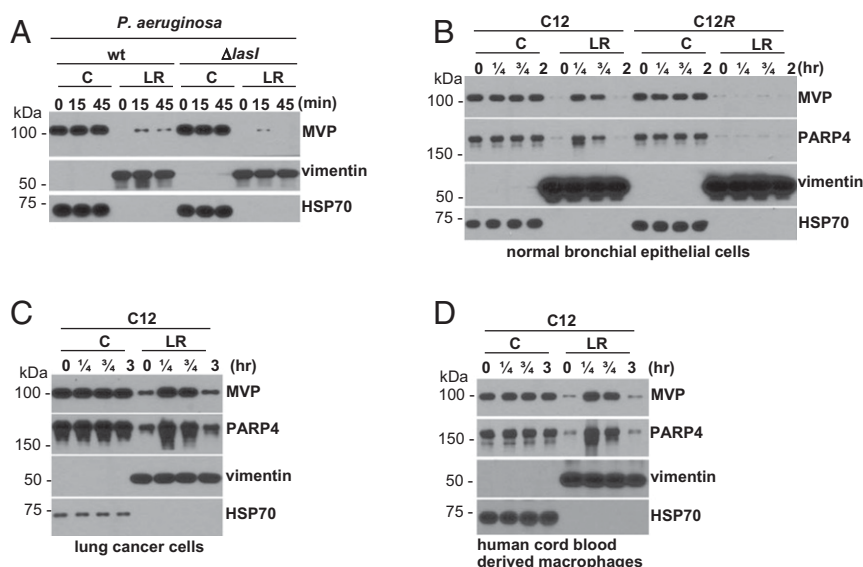 A
P. aeruginosa
wt ΔlasI
C LR C LR
kDa 0 15 45 0 15 45 0 15 45 0 15 45 (min)
100 - MVP
vimentin
50 -
75 - HSP70
B
C12 C12R
C LR C LR
kDa 0 ¼ ¾ 2 0 ¼ ¾ 2 0 ¼ ¾ 2 0 ¼ ¾ 2 (hr)
100 - MVP
PARP4
150 -
vimentin
50 -
75 - HSP70
normal bronchial epithelial cells
C
C12
C LR
kDa 0 ¼ ¾ 3 0 ¼ ¾ 3 (hr)
100 - MVP
PARP4
150 -
50 - vimentin
75 - HSP70
lung cancer cells
D
C12
C LR
kDa 0 ¼ ¾ 3 0 ¼ ¾ 3 (hr)
100 - MVP
150 - PARP4
50 - vimentin
75 - HSP70
human cord blood
derived macrophages